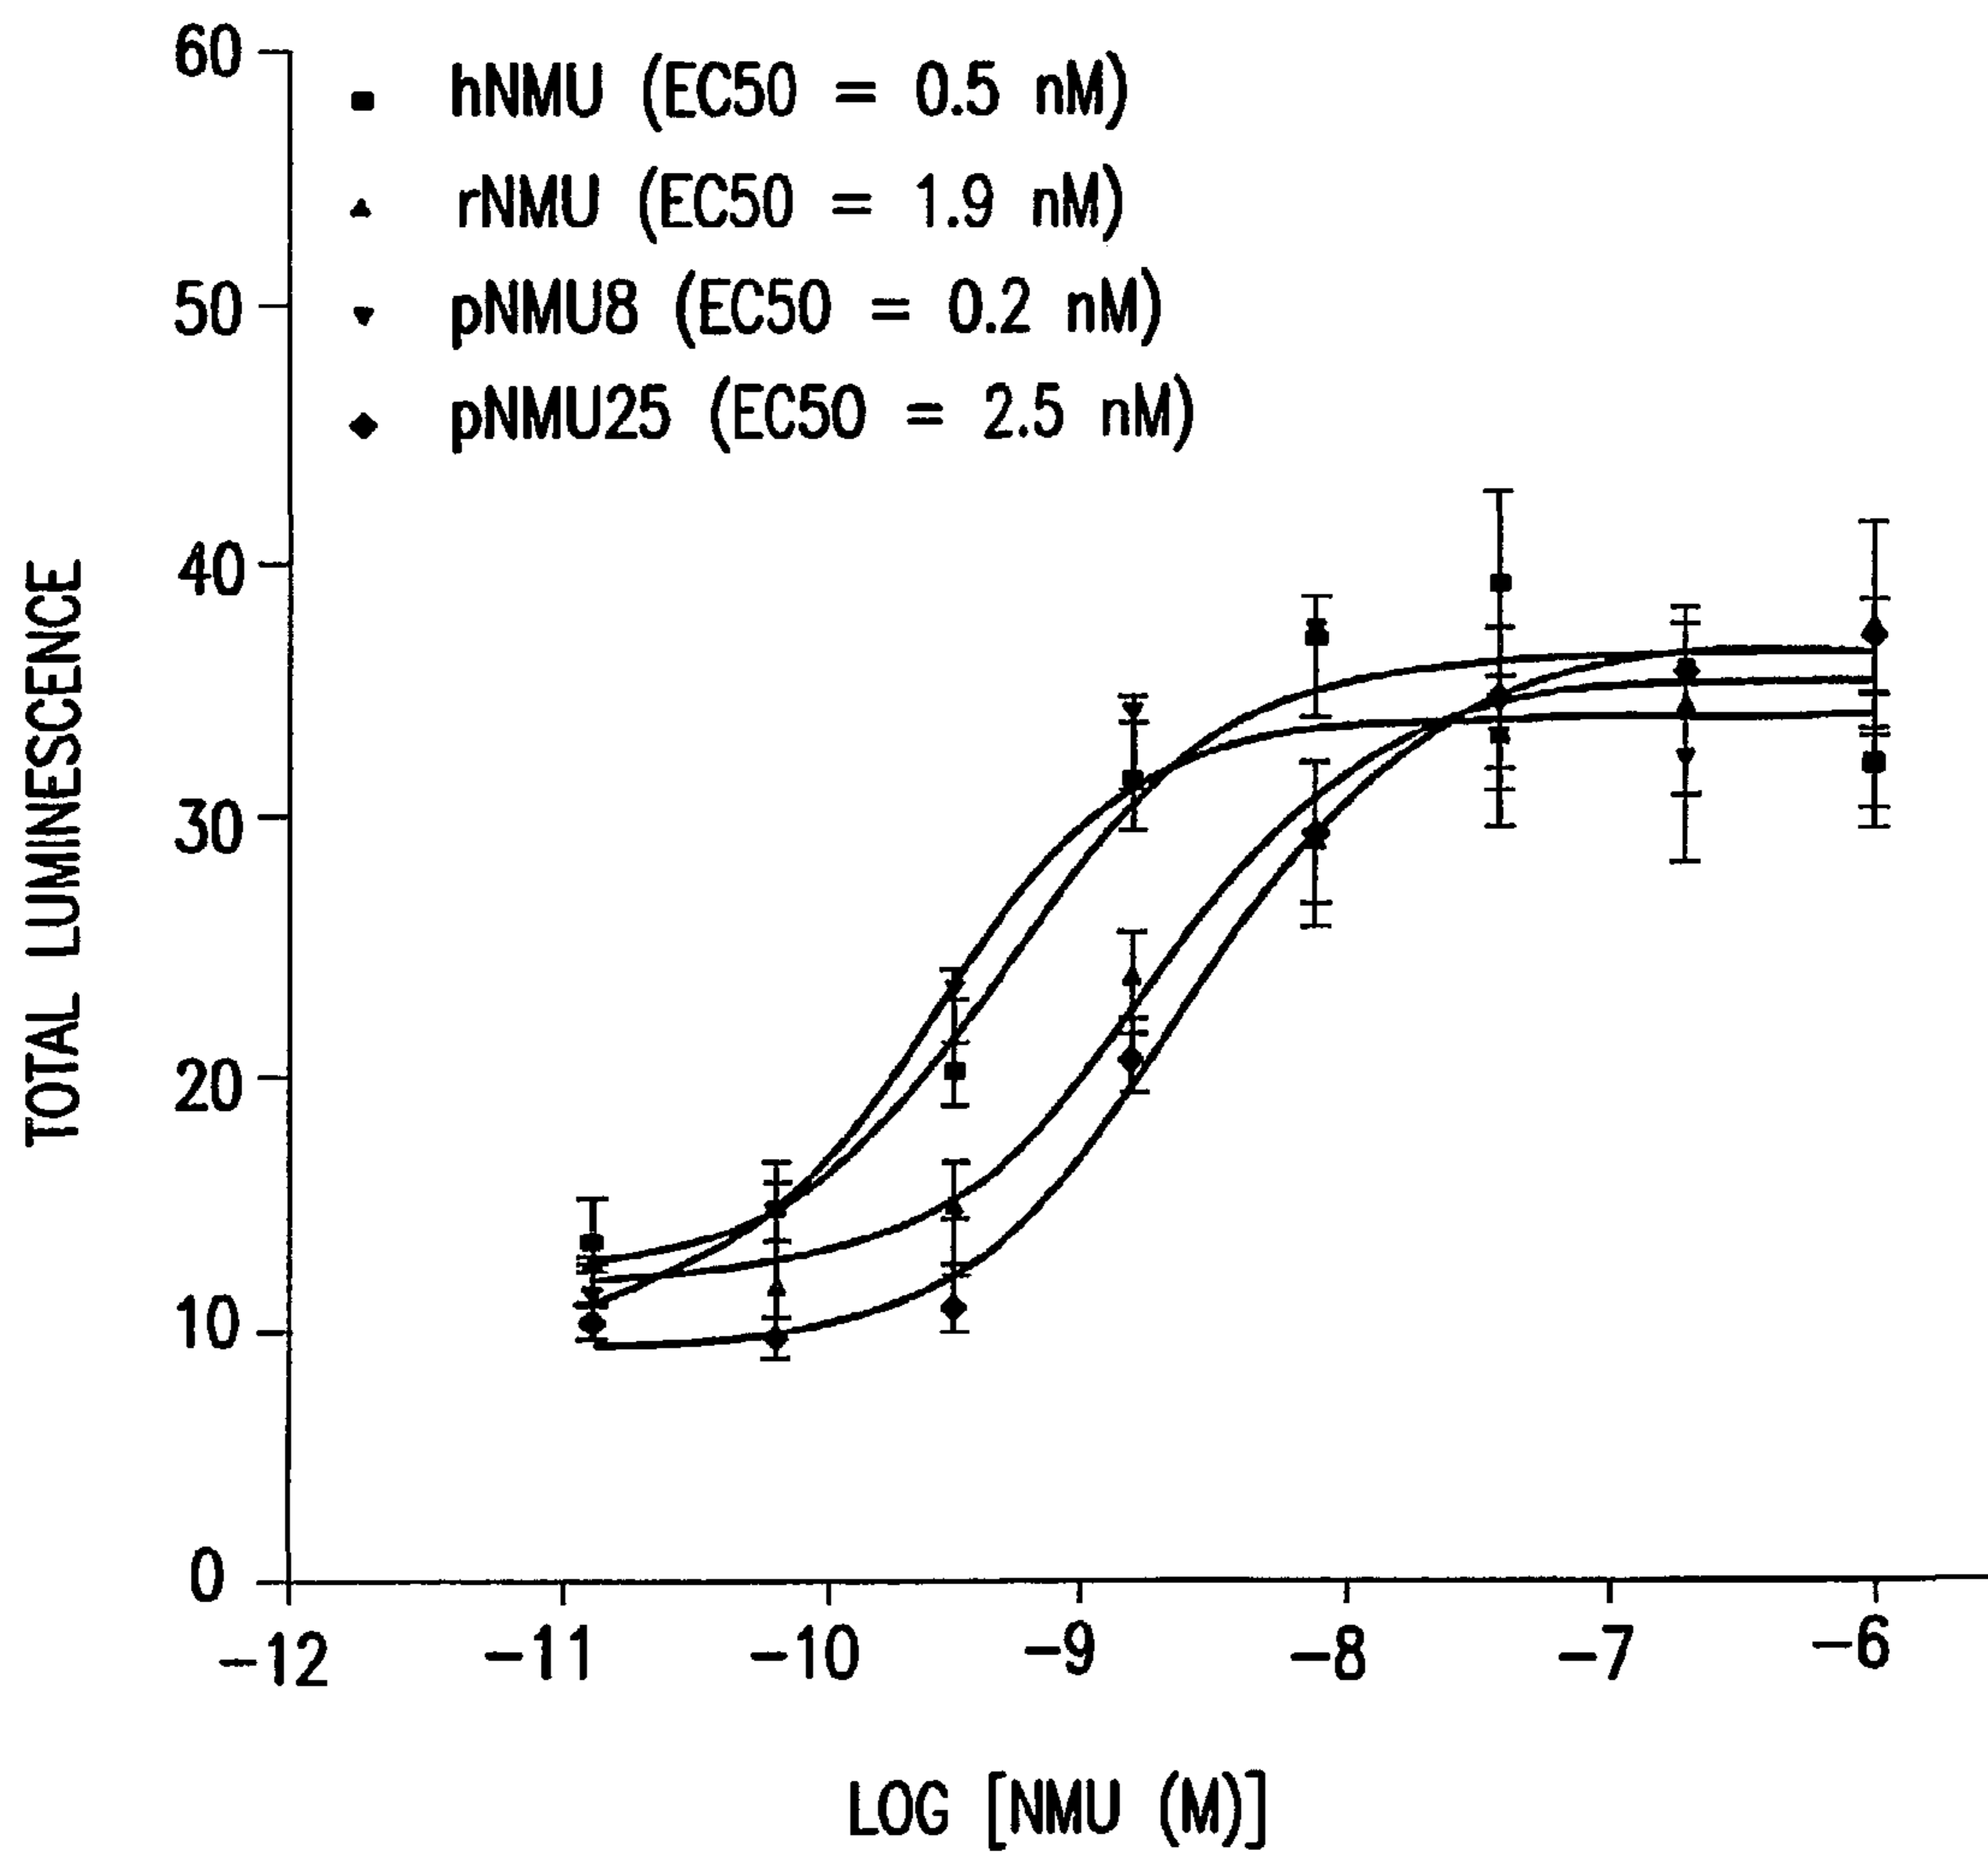 60
hNMU (EC50 = 0.5 nM)
rNMU (EC50 = 1.9 nM)
50
pNMU8 (EC50 = 0.2 nM)
pNMU25 (EC50 = 2.5 nM)
40
30
20
10
0
TOTAL LUMINESCENCE
-12 -11 -10 -9 -8 -7 -6
LOG [NMU (M)]